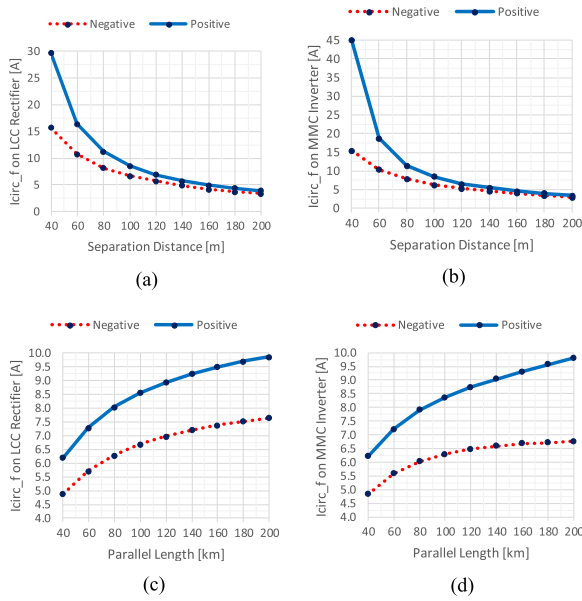 Negative Positive
Icirc_f on LCC Rectifier [A]
30
25
20
15
10
5
0
40 60 80 100 120 140 160 180 200
Separation Distance [m]
(a)
Negative Positive
Icirc_f on MMC Inverter [A]
45
40
35
30
25
20
15
10
5
0
40 60 80 100 120 140 160 180 200
Separation Distance [m]
(b)
Negative Positive
Icirc_f on LCC Rectifier [A]
10.0
9.5
9.0
8.5
8.0
7.5
7.0
6.5
6.0
5.5
5.0
4.5
4.0
40 60 80 100 120 140 160 180 200
Parallel Length [km]
(c)
Negative Positive
Icirc_f on MMC Inverter [A]
10.0
9.5
9.0
8.5
8.0
7.5
7.0
6.5
6.0
5.5
5.0
4.5
4.0
40 60 80 100 120 140 160 180 200
Parallel Length [km]
(d)